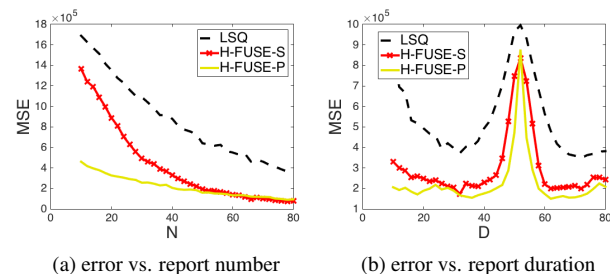 ×10^5
18
16
14
12
10
8
6
4
2
0
MSE
0
20
40
60
80
N
LSQ
H-FUSE-S
H-FUSE-P
(a) error vs. report number
×10^5
10
9
8
7
6
5
4
3
2
1
MSE
0
20
40
60
80
D
LSQ
H-FUSE-S
H-FUSE-P
(b) error vs. report duration